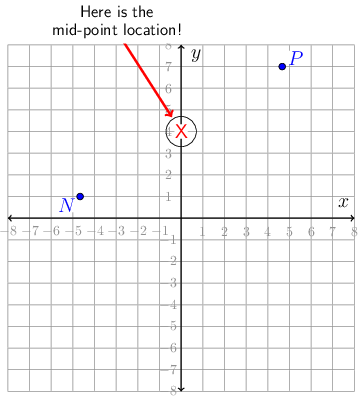 Here is the
mid-point location!
y
8
7
P
6
5
4
X
3
2
N
1
x
−8 −7 −6 −5 −4 −3 −2 −1 1 2 3 4 5 6 7 8
−1
−2
−3
−4
−5
−6
−7
−8